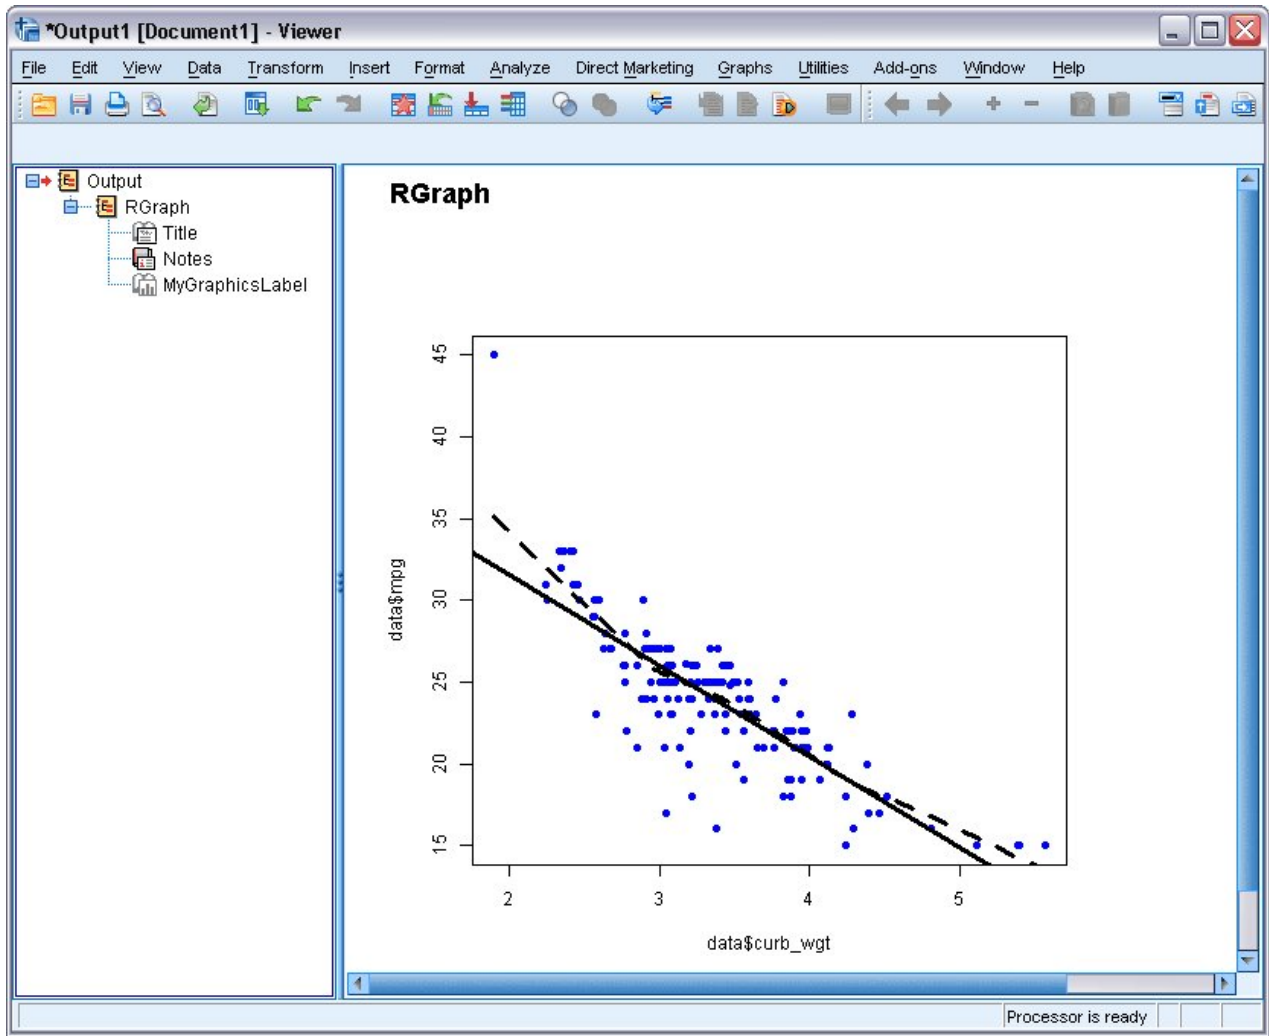 *Output1 [Document1] - Viewer
File Edit View Data Transform Insert Format Analyze Direct Marketing Graphs Utilities Add-ons Window Help
Output
RGraph
Title
Notes
MyGraphicsLabel
RGraph
45
40
35
30
25
20
15
data$mpg
2 3 4 5
data$curb_wgt
Processor is ready